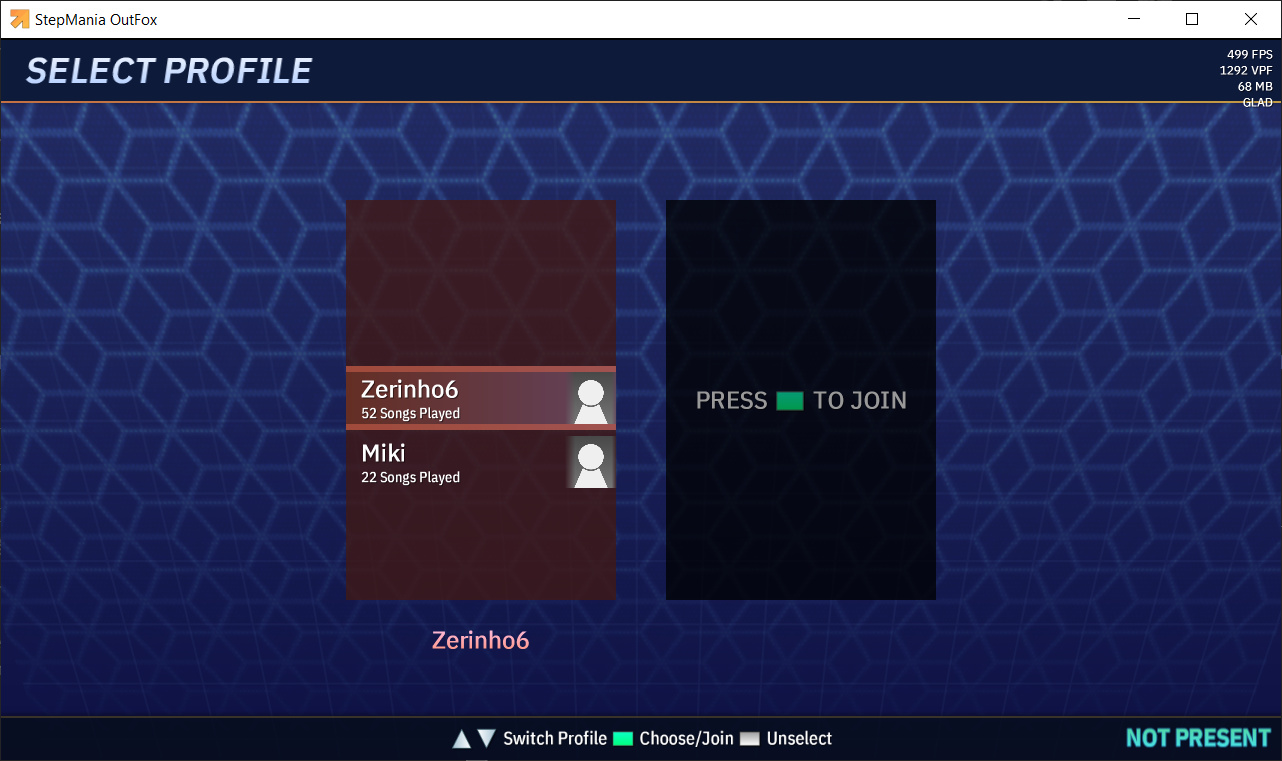 StepMania OutFox
SELECT PROFILE
499 FPS
1292 VPF
68 MB
GLAD
Zerinho6
52 Songs Played
Miki
22 Songs Played
PRESS TO JOIN
Zerinho6
Switch Profile Choose/Join Unselect
NOT PRESENT